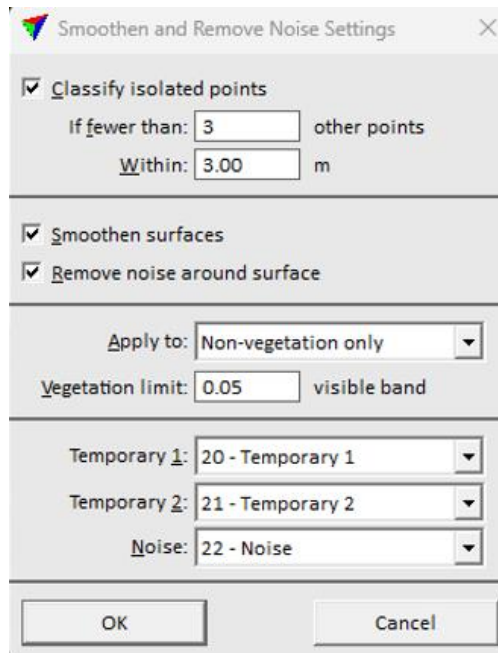 Smoothen and Remove Noise Settings
Classify isolated points
If fewer than: 3 other points
Within: 3.00 m
Smoothen surfaces
Remove noise around surface
Apply to: Non-vegetation only
Vegetation limit: 0.05 visible band
Temporary 1: 20 - Temporary 1
Temporary 2: 21 - Temporary 2
Noise: 22 - Noise
OK Cancel